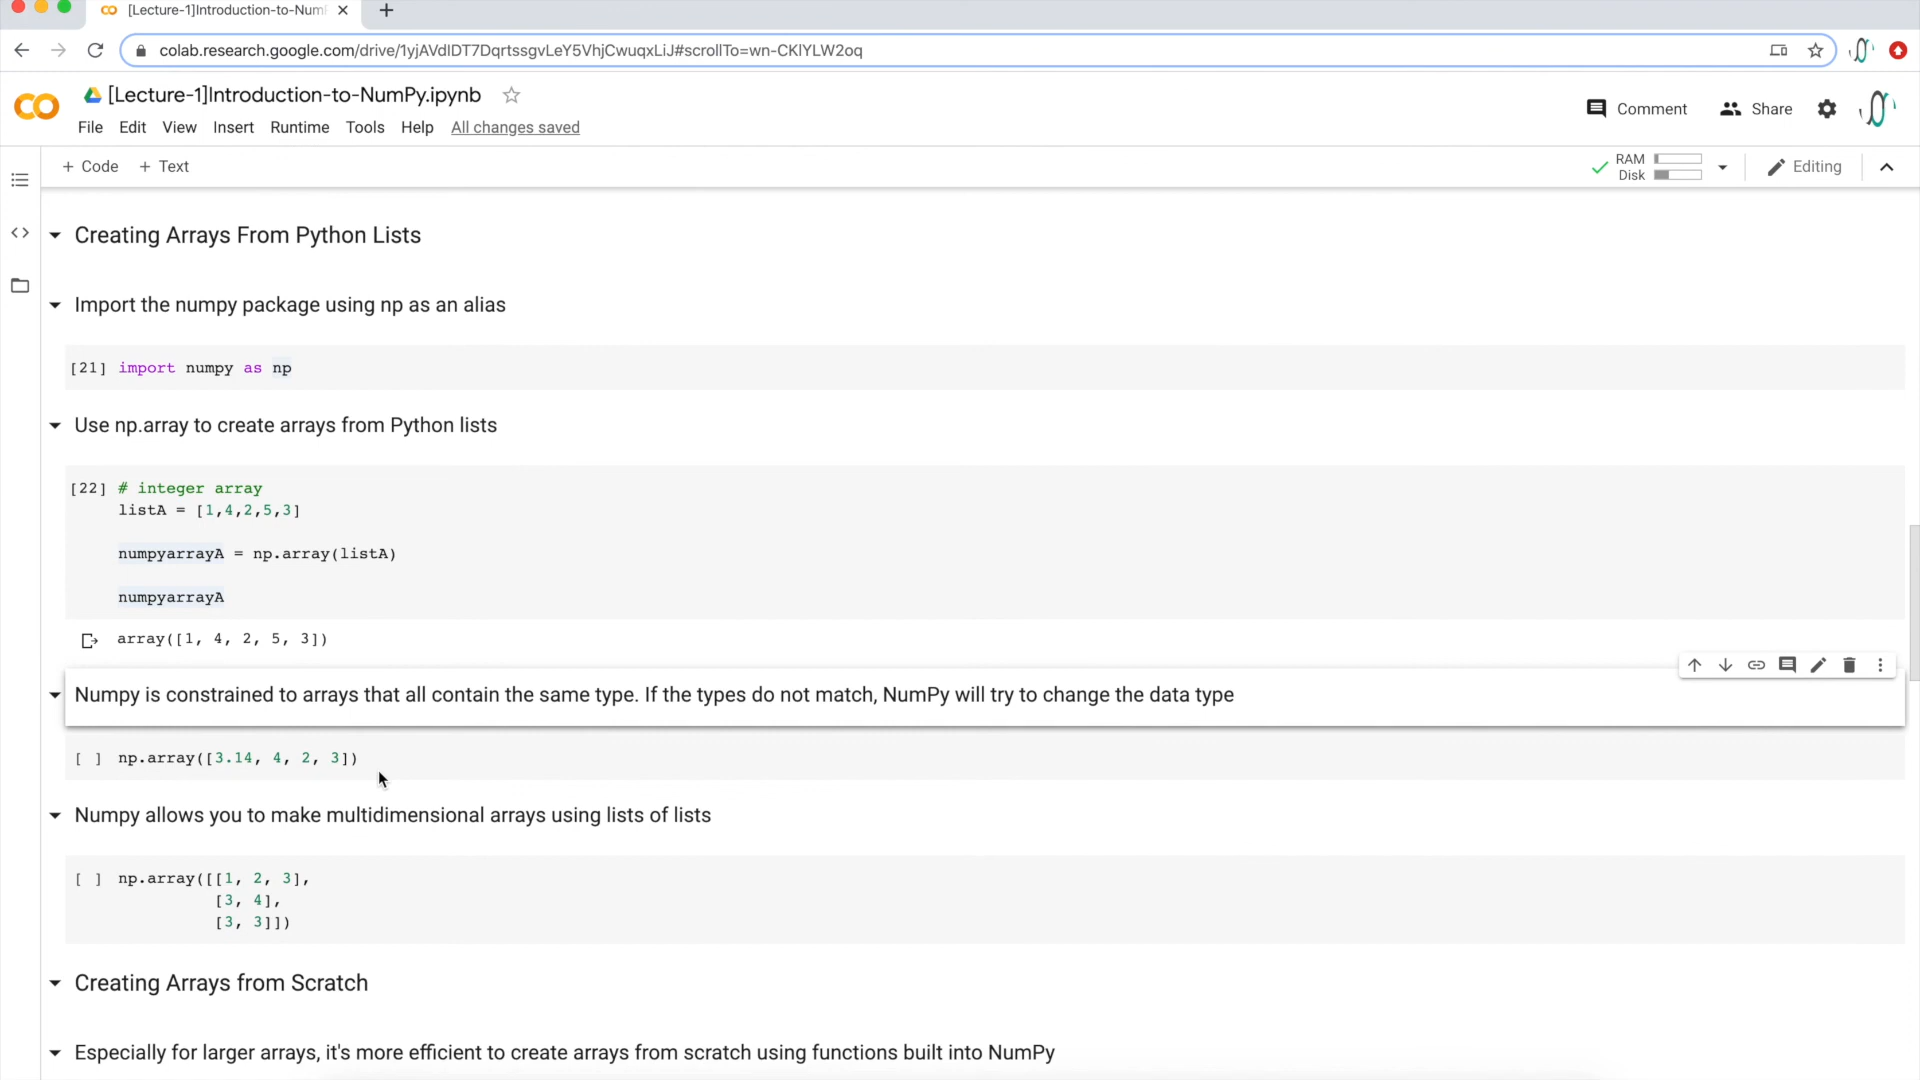 [Lecture-1]Introduction-to-Num
colab.research.google.com/drive/1yjAVdlDT7DqrtssgvLeY5VhjCwuqxLiJ#scrollTo=wn-CKlYLW2oq
[Lecture-1]Introduction-to-NumPy.ipynb
Comment
Share
File Edit View Insert Runtime Tools Help All changes saved
+ Code + Text
RAM
Disk
Editing
Creating Arrays From Python Lists
Import the numpy package using np as an alias
[21] import numpy as np
Use np.array to create arrays from Python lists
[22] # integer array
listA = [1,4,2,5,3]
numpyarrayA = np.array(listA)
numpyarrayA
array([1, 4, 2, 5, 3])
Numpy is constrained to arrays that all contain the same type. If the types do not match, NumPy will try to change the data type
[ ] np.array([3.14, 4, 2, 3])
Numpy allows you to make multidimensional arrays using lists of lists
[ ] np.array([[1, 2, 3],
[3, 4],
[3, 3]])
Creating Arrays from Scratch
Especially for larger arrays, it's more efficient to create arrays from scratch using functions built into NumPy